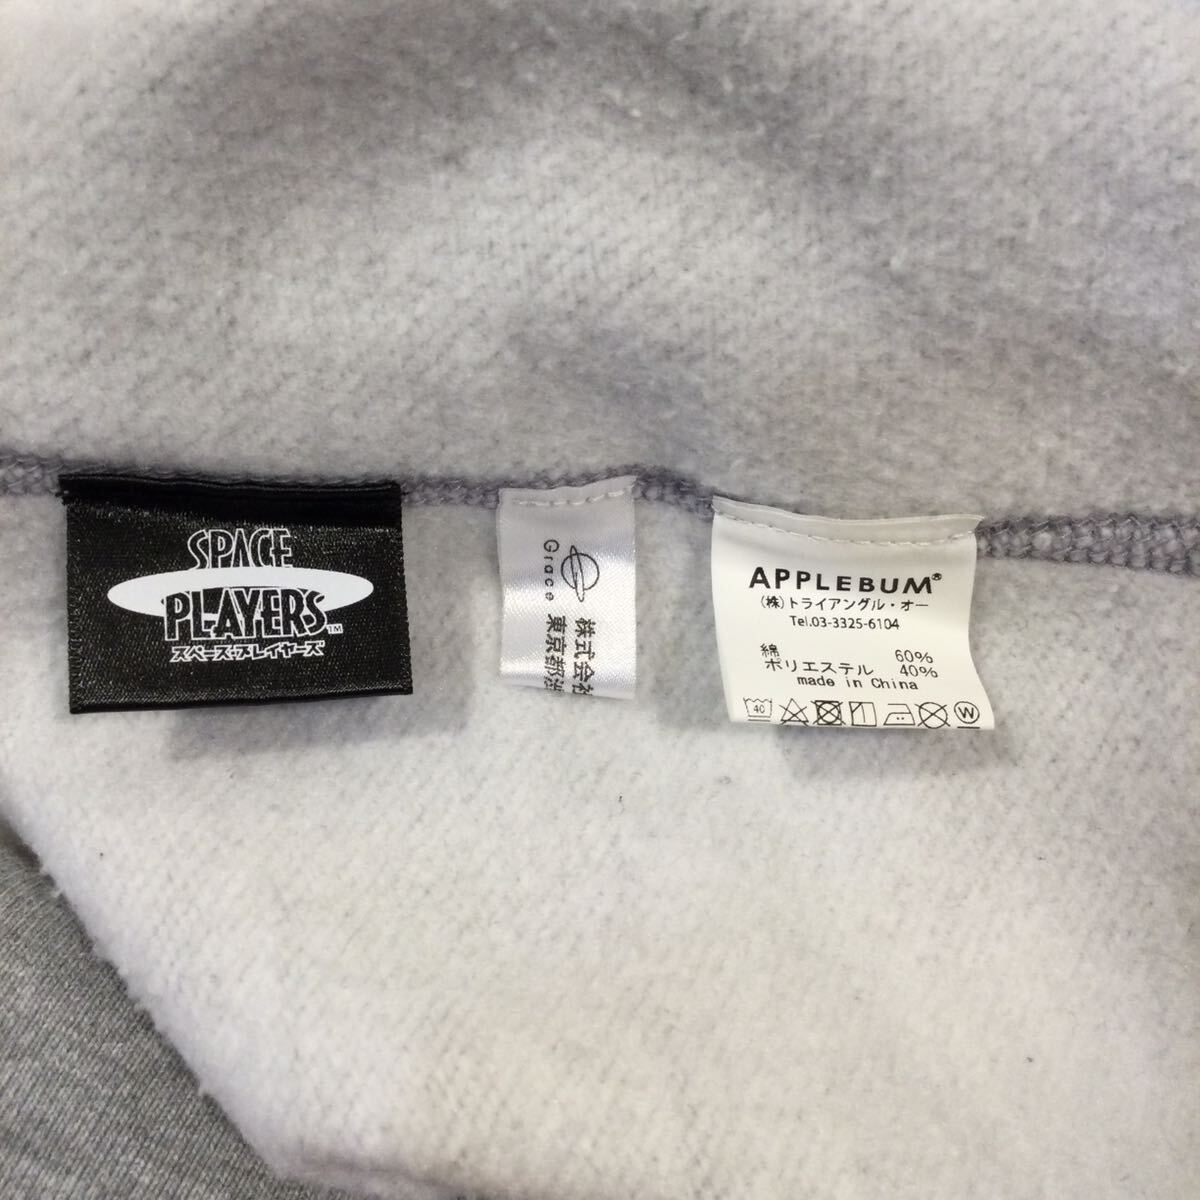 SPACE
PLAYERS™
スペース・プレイヤーズ
Grace
株式会社
東京都
APPLEBUM®
(株)トライアングル・オー
Tel.03-3325-6104
綿 60%
ポリエステル 40%
made in China
40
W